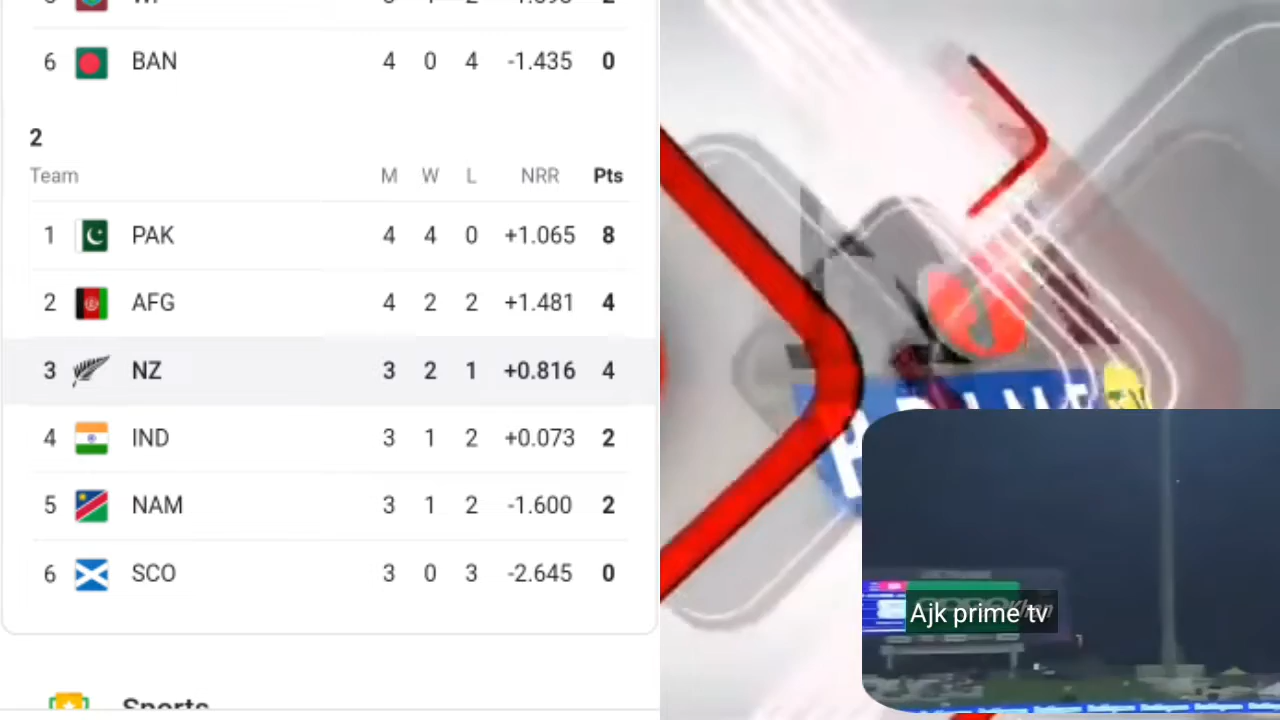 6 BAN 4 0 4 -1.435 0
2
Team M W L NRR Pts
1 PAK 4 4 0 +1.065 8
2 AFG 4 2 2 +1.481 4
3 NZ 3 2 1 +0.816 4
4 IND 3 1 2 +0.073 2
5 NAM 3 1 2 -1.600 2
6 SCO 3 0 3 -2.645 0
Sports
Ajk prime tv